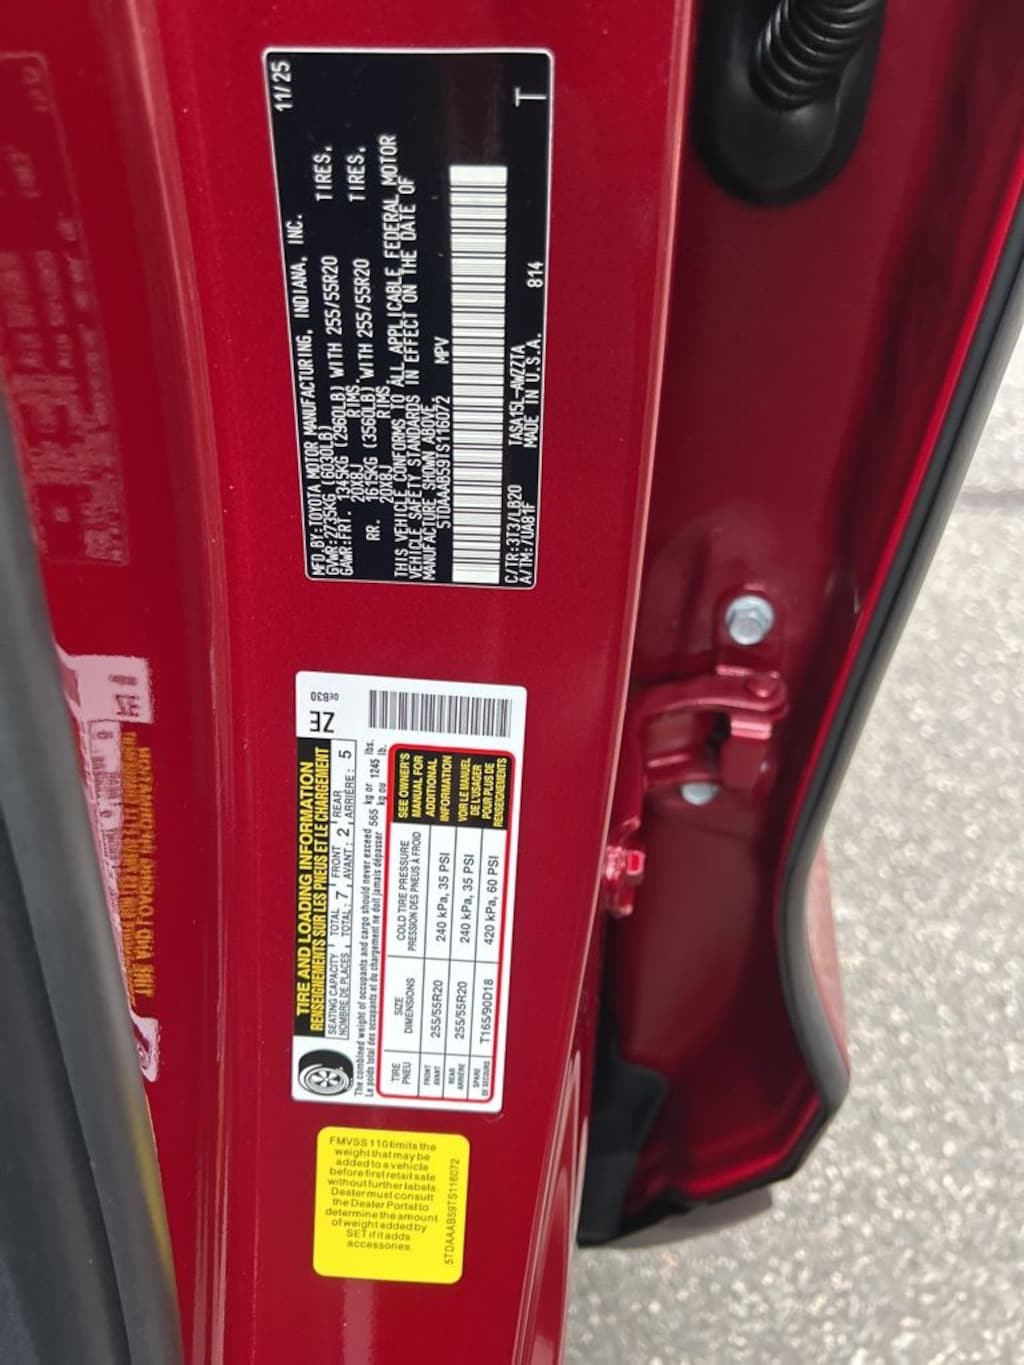 11/25
MFD.BY:TOYOTA MOTOR MANUFACTURING, INDIANA, INC.
GVWR:2735KG (6030LB)
GAWR:FRT. 1345KG (2960LB) WITH 255/55R20 TIRES.
20X8J RIMS.
RR. 1615KG (3560LB) WITH 255/55R20 TIRES.
20X8J RIMS.
THIS VEHICLE CONFORMS TO ALL APPLICABLE FEDERAL MOTOR
VEHICLE SAFETY STANDARDS IN EFFECT ON THE DATE OF
MANUFACTURE SHOWN ABOVE
5TDAAAB59TS116072 MPV
C/TR:3T3/LB20 TASA15L-AWZZTA 814 T
A/TM:/UA81F MADE IN U.S.A.
TIRE AND LOADING INFORMATION
RENSEIGNEMENTS SUR LES PNEUS ET LE CHARGEMENT
ZE
0EB30
SEATING CAPACITY TOTAL 7 FRONT 2 REAR 5
NOMBRE DE PLACES TOTAL: AVANT: ARRIÈRE:
The combined weight of occupants and cargo should never exceed 565 kg or 1245 lbs.
Le poids total des occupants et du chargement ne doit jamais dépasser kg ou lb.
TIRE SIZE COLD TIRE PRESSURE
PNEU DIMENSIONS PRESSION DES PNEUS À FROID
FRONT
AVANT 255/55R20 240 kPa, 35 PSI
REAR
ARRIÈRE 255/55R20 240 kPa, 35 PSI
SPARE
DE SECOURS T165/90D18 420 kPa, 60 PSI
SEE OWNER'S
MANUAL FOR
ADDITIONAL
INFORMATION
VOIR LE MANUEL
DE L'USAGER
POUR PLUS DE
RENSEIGNEMENTS
FMVSS 110 limits the
weight that may be
added to a vehicle
before first retail sale
without further labels.
Dealer must consult
the Dealer Portal to
determine the amount
of weight added by
SET if it adds
accessories.
5TDAAAB59TS116072